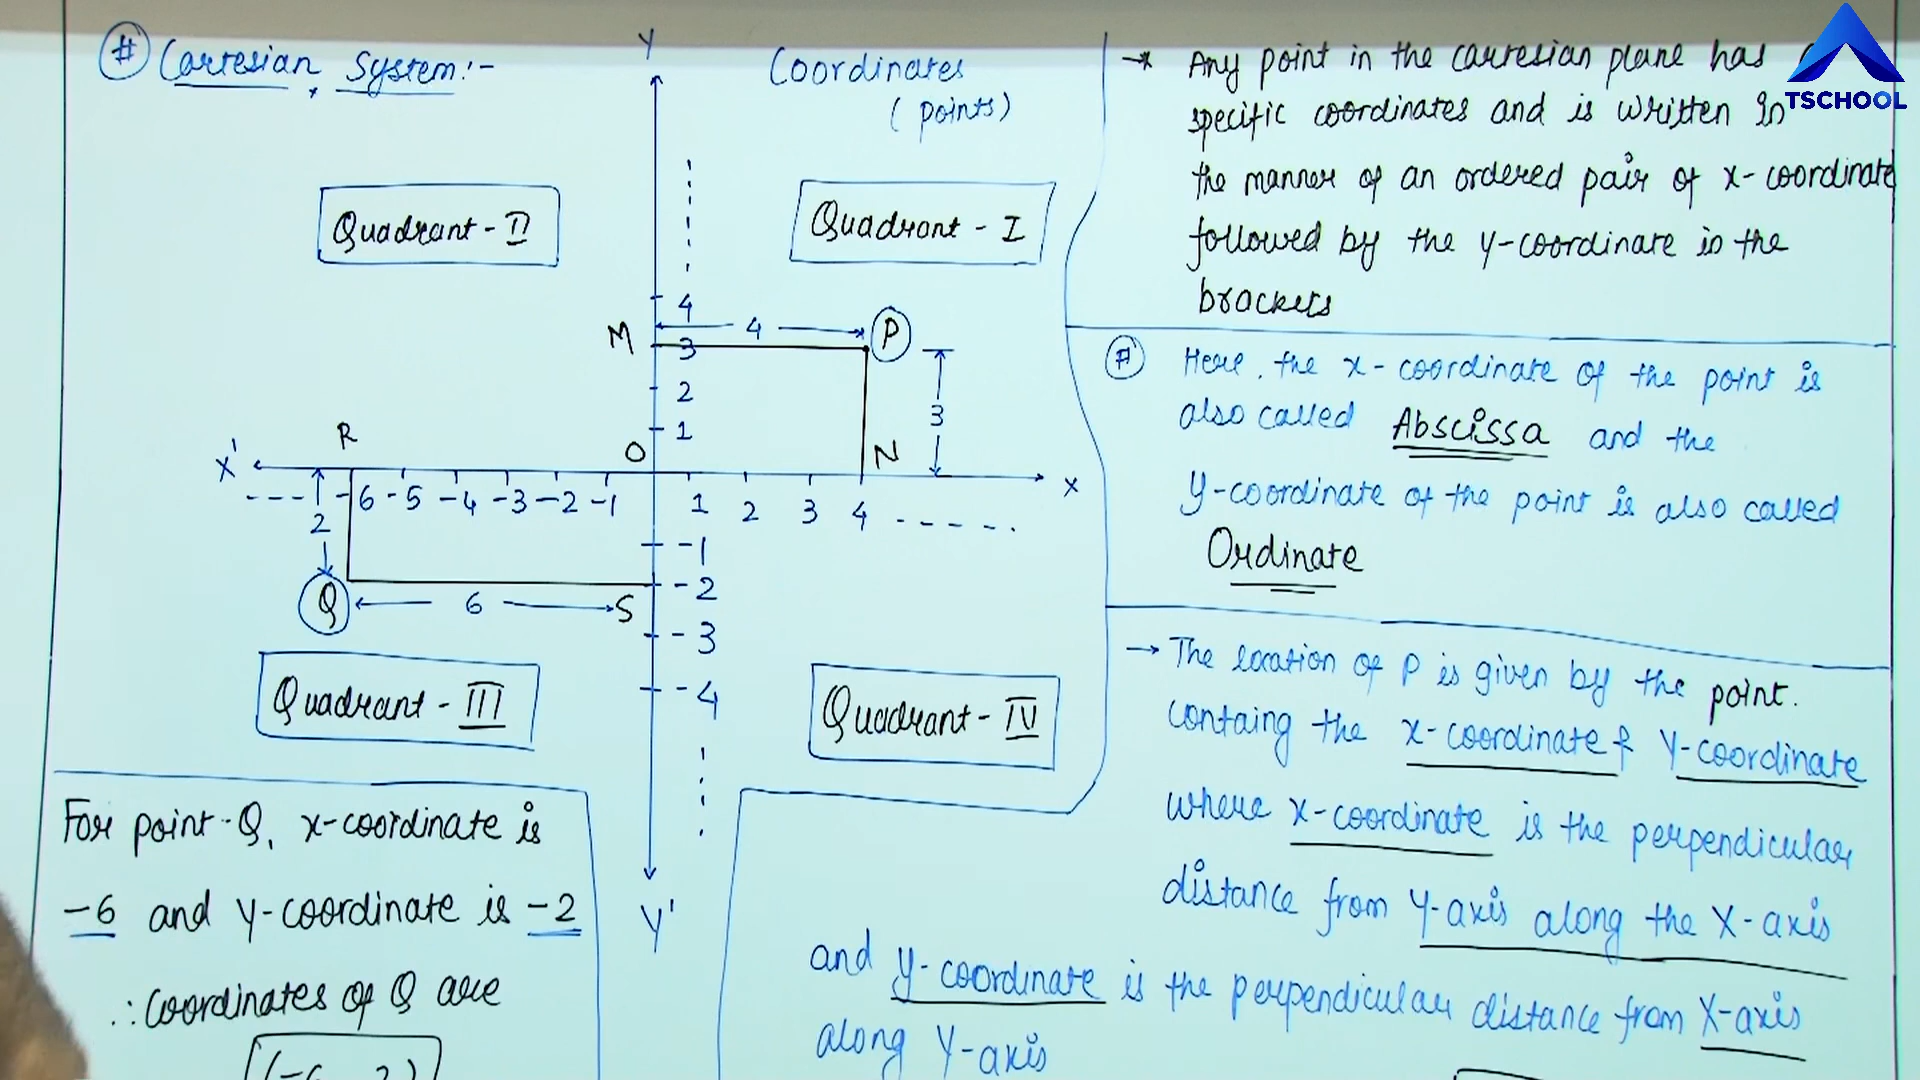 # Cartesian System:-
Y
Coordinates
(points)
Quadrant - II
Quadrant - I
4
M
4
P
3
2
3
1
R
O
N
X'
X
---- -6 -5 -4 -3 -2 -1
1 2 3 4 -----
2
-1
-2
Q
6
S
-3
-4
Quadrant - III
Quadrant - IV
Y'
For point-Q, x-coordinate is
-6 and y-coordinate is -2
∴ Coordinates of Q are
→* Any point in the cartesian plane has
specific coordinates and is written in
the manner of an ordered pair of x-coordinate
followed by the y-coordinate in the
brackets
# Here, the x-coordinate of the point is
also called Abscissa and the
y-coordinate of the point is also called
Ordinate
→ The location of P is given by the point.
containg the x-coordinate & Y-coordinate
where x-coordinate is the perpendicular
distance from Y-axis along the X-axis
and y-coordinate is the perpendicular distance from X-axis
along Y-axis
TSCHOOL